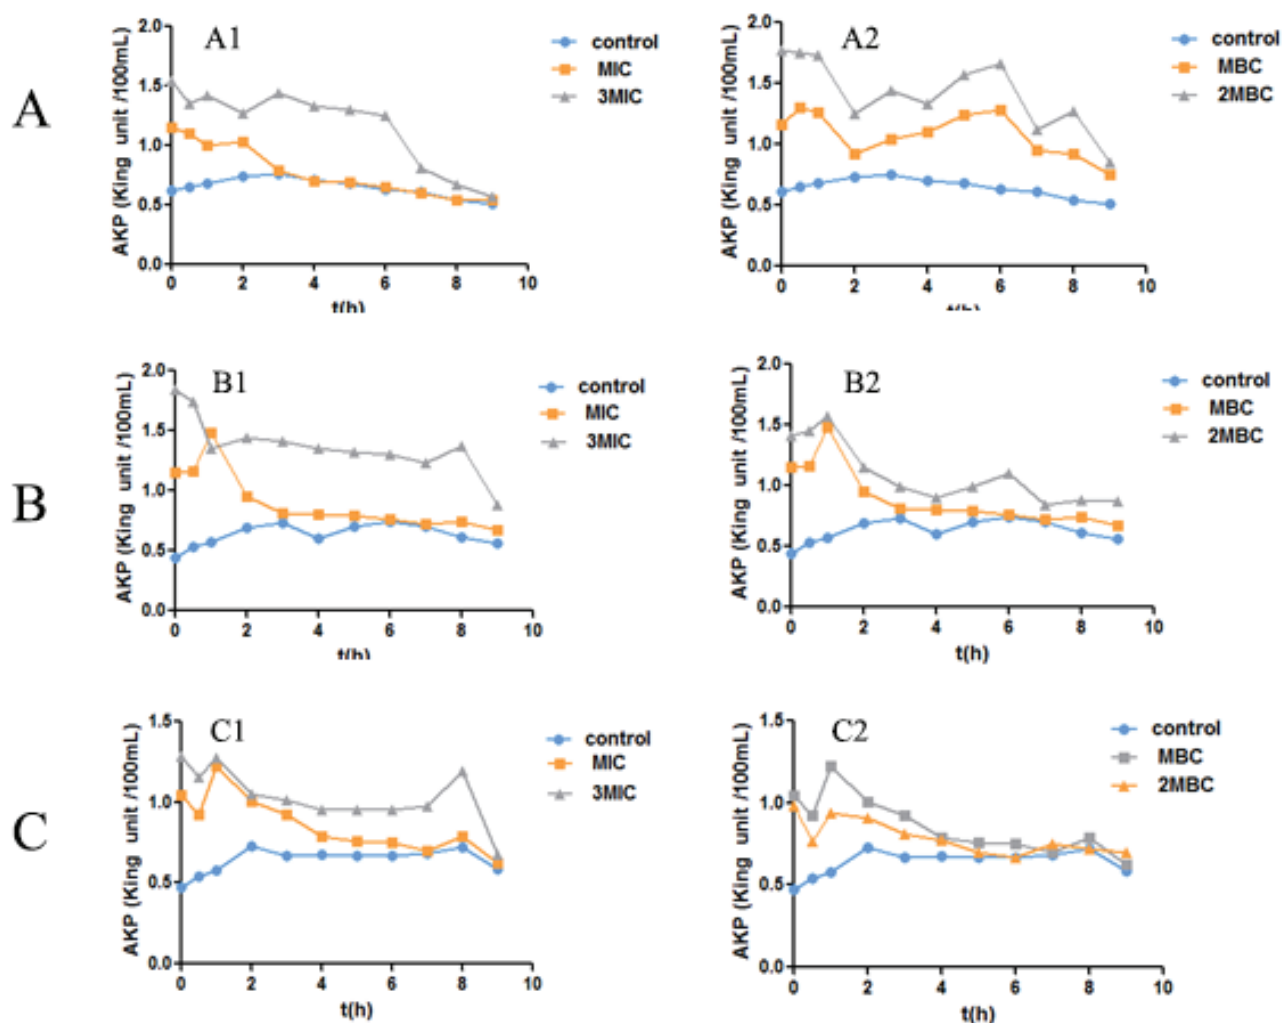 A
A1
AKP (King unit /100mL)
2.0
1.5
1.0
0.5
0.0
0 2 4 6 8 10
t(h)
control
MIC
3MIC
A2
AKP (King unit /100mL)
2.0
1.5
1.0
0.5
0.0
0 2 4 6 8 10
t(h)
control
MBC
2MBC
B
B1
AKP (King unit /100mL)
2.0
1.5
1.0
0.5
0.0
0 2 4 6 8 10
t(h)
control
MIC
3MIC
B2
AKP (King unit /100mL)
2.0
1.5
1.0
0.5
0.0
0 2 4 6 8 10
t(h)
control
MBC
2MBC
C
C1
AKP (King unit /100mL)
1.5
1.0
0.5
0.0
0 2 4 6 8 10
t(h)
control
MIC
3MIC
C2
AKP (King unit /100mL)
1.5
1.0
0.5
0.0
0 2 4 6 8 10
t(h)
control
MBC
2MBC